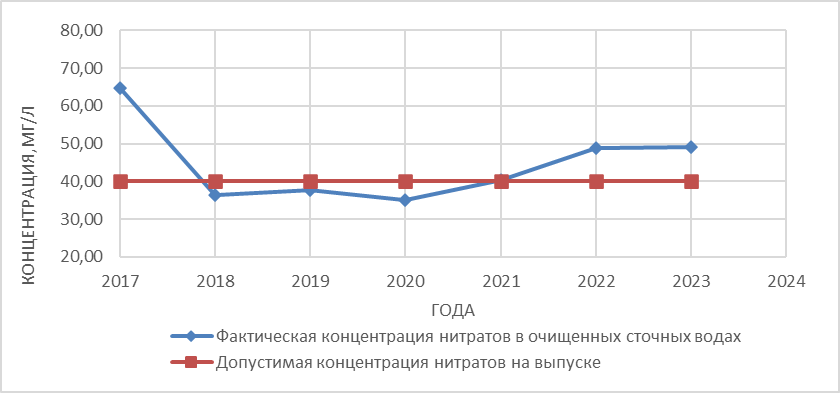 80,00
70,00
60,00
50,00
40,00
30,00
20,00
КОНЦЕНТРАЦИЯ,МГ/Л
2017 2018 2019 2020 2021 2022 2023 2024
ГОДА
Фактическая концентрация нитратов в очищенных сточных водах
Допустимая концентрация нитратов на выпуске